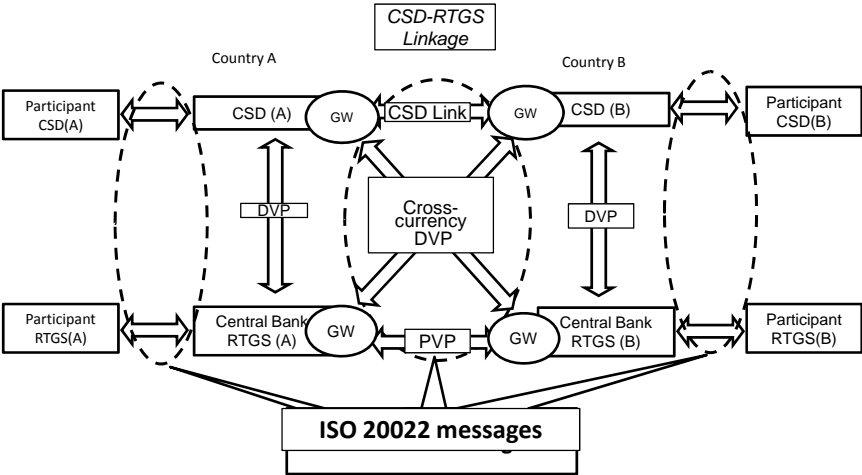 CSD-RTGS
Linkage
Country A
Country B
Participant
CSD(A)
CSD (A)
GW
CSD Link
GW
CSD (B)
Participant
CSD(B)
DVP
Cross-
currency
DVP
DVP
Participant
RTGS(A)
Central Bank
RTGS (A)
GW
PVP
GW
Central Bank
RTGS (B)
Participant
RTGS(B)
ISO 20022 messages